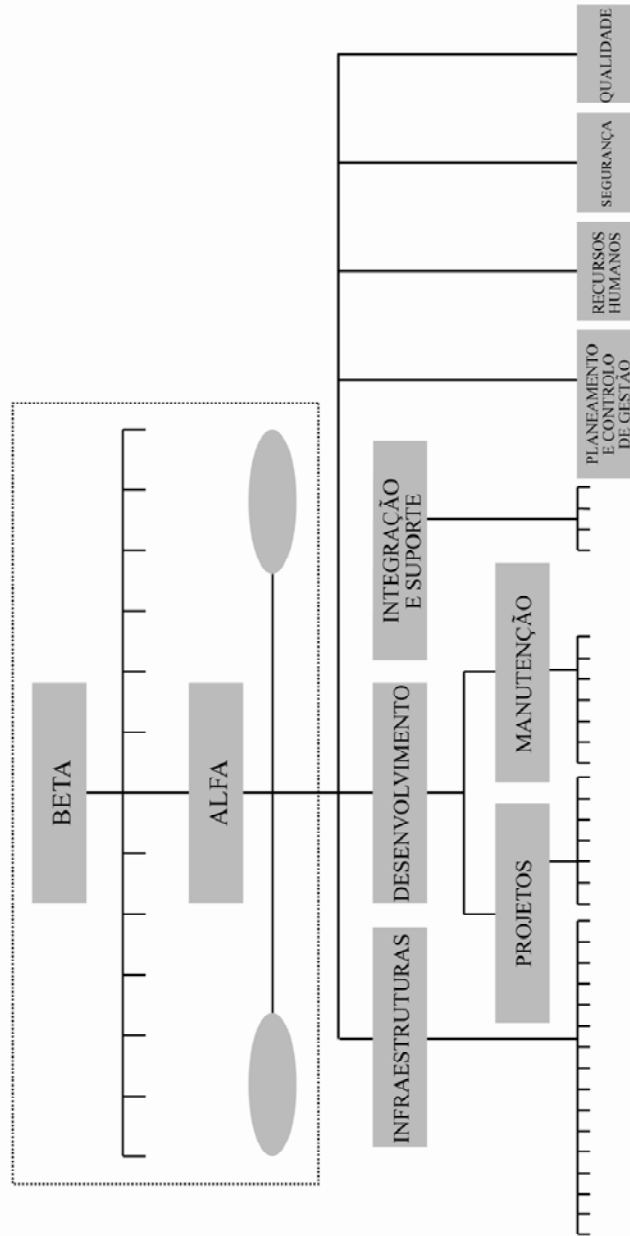 BETA
ALFA
INFRAESTRUTURAS
DESENVOLVIMENTO
INTEGRAÇÃO
E SUPORTE
PROJETOS
MANUTENÇÃO
PLANEAMENTO
E CONTROLO
DE GESTÃO
RECURSOS
HUMANOS
SEGURANÇA
QUALIDADE